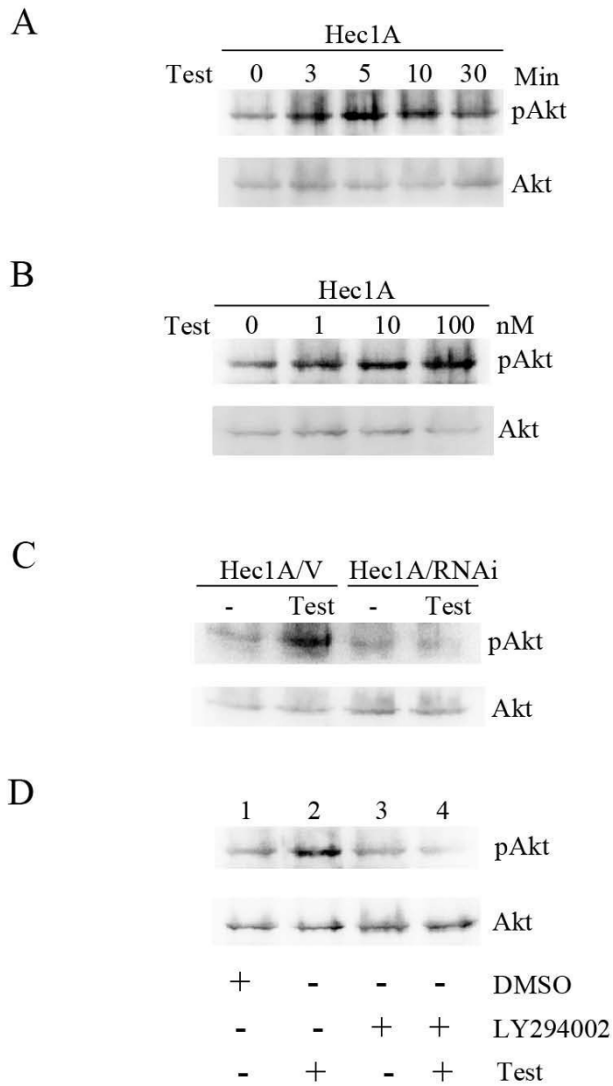 A
Hec1A
Test 0 3 5 10 30 Min
pAkt
Akt
B
Hec1A
Test 0 1 10 100 nM
pAkt
Akt
C
Hec1A/V Hec1A/RNAi
- Test - Test
pAkt
Akt
D
1 2 3 4
pAkt
Akt
+ - - - DMSO
- - + + LY294002
- + - + Test